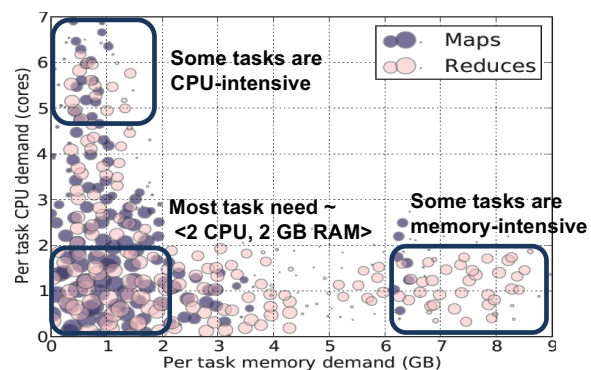 7
6
5
4
3
2
1
0
Per task CPU demand (cores)
Some tasks are
CPU-intensive
Maps
Reduces
Most task need ~
<2 CPU, 2 GB RAM>
Some tasks are
memory-intensive
0 1 2 3 4 5 6 7 8 9
Per task memory demand (GB)